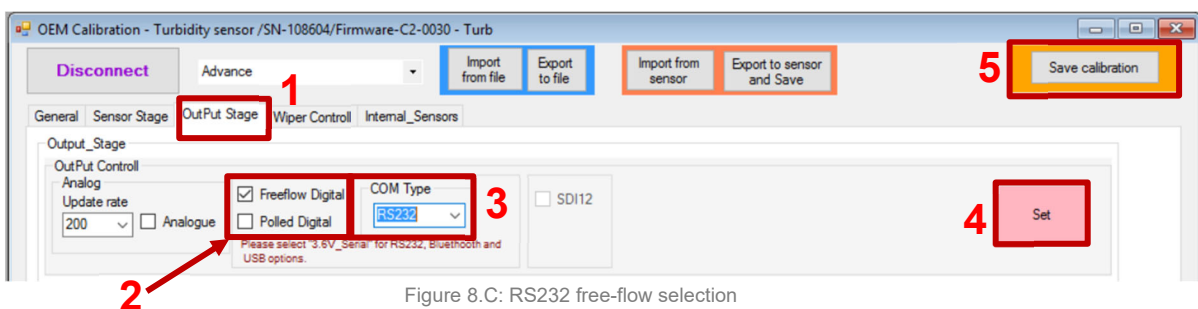 OEM Calibration - Turbidity sensor /SN-108604/Firmware-C2-0030 - Turb
Disconnect
Advance
Import
from file
Export
to file
Import from
sensor
Export to sensor
and Save
5
Save calibration
1
General
Sensor Stage
OutPut Stage
Wiper Controll
Internal_Sensors
Output_Stage
OutPut Controll
Analog
Update rate
200
Analogue
Freeflow Digital
Polled Digital
COM Type
RS232
3
Please select "3.6V_Serial" for RS232, Bluethooth and
USB options.
SDI12
4
Set
2
Figure 8.C: RS232 free-flow selection